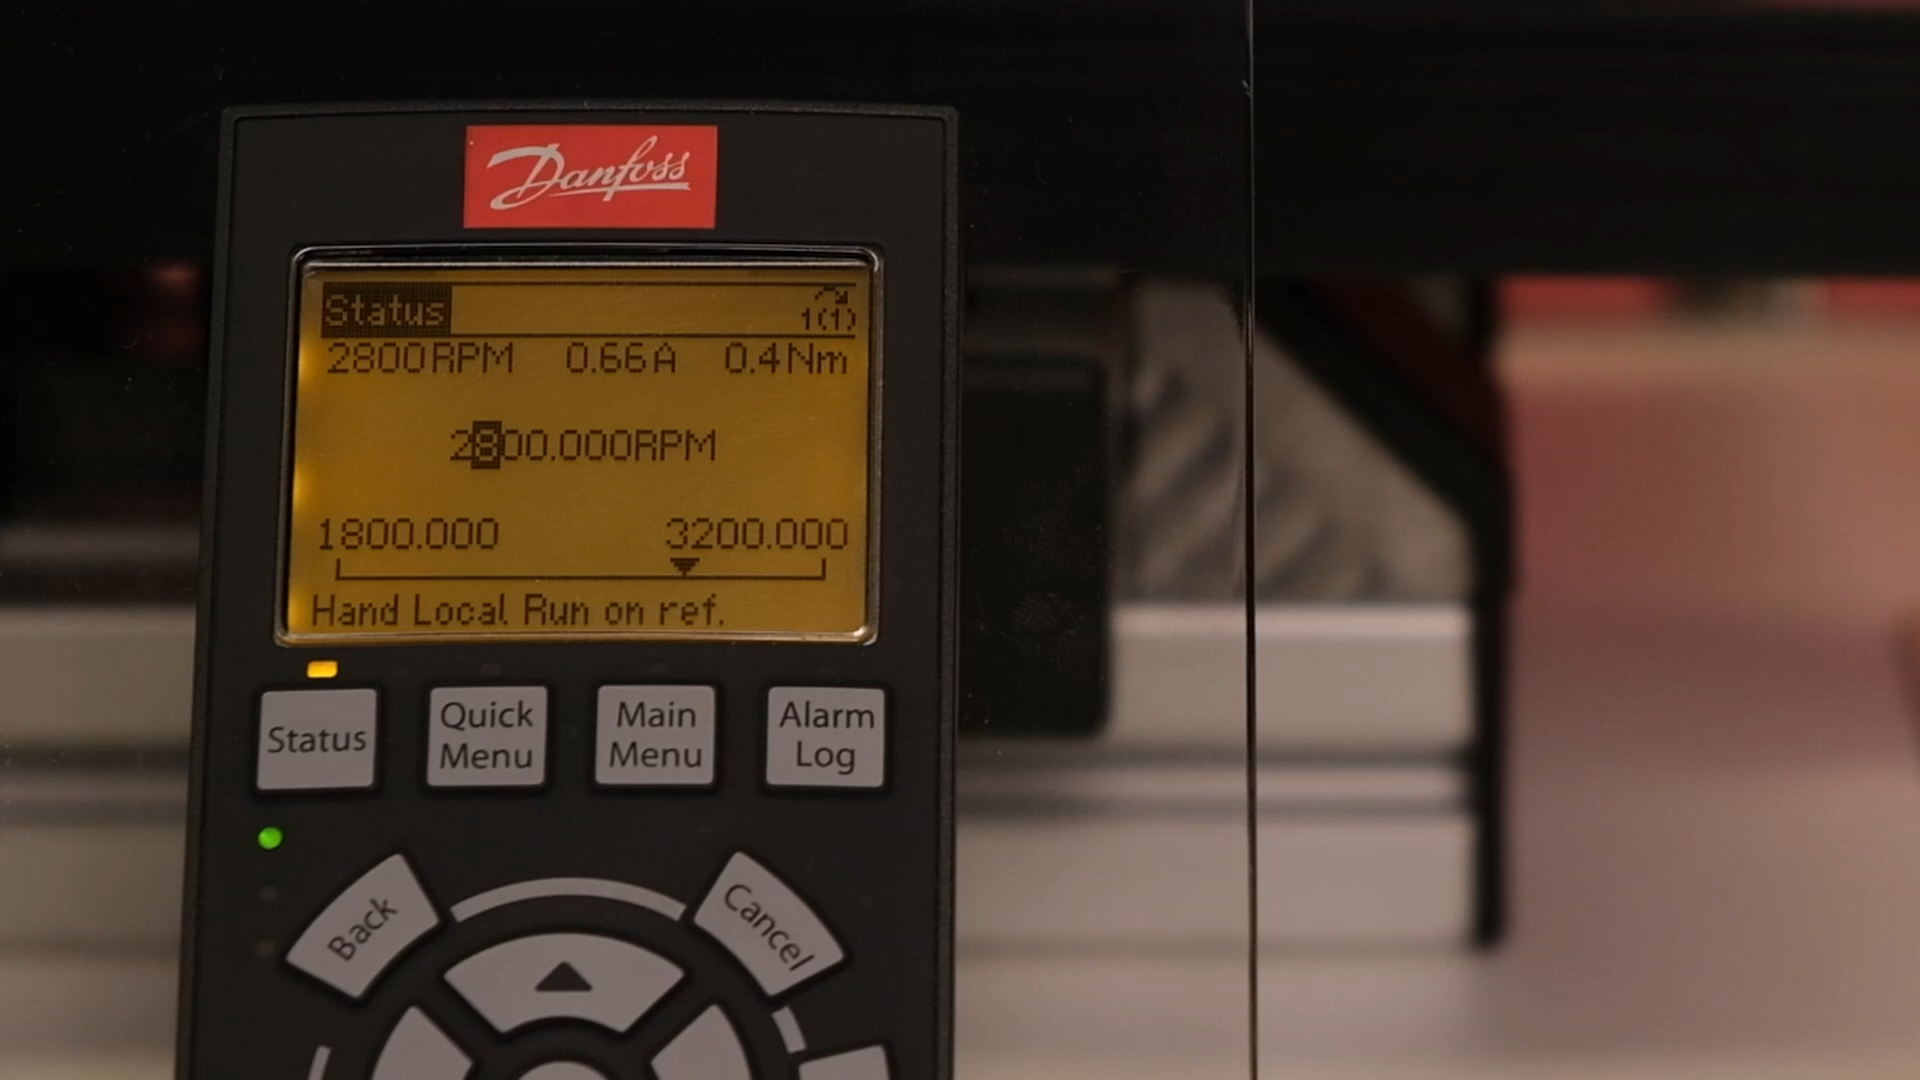 Danfoss
Status
1(1)
2800RPM 0.66A 0.4Nm
2800.000RPM
1800.000 3200.000
Hand Local Run on ref.
Status
Quick Menu
Main Menu
Alarm Log
Back
Cancel